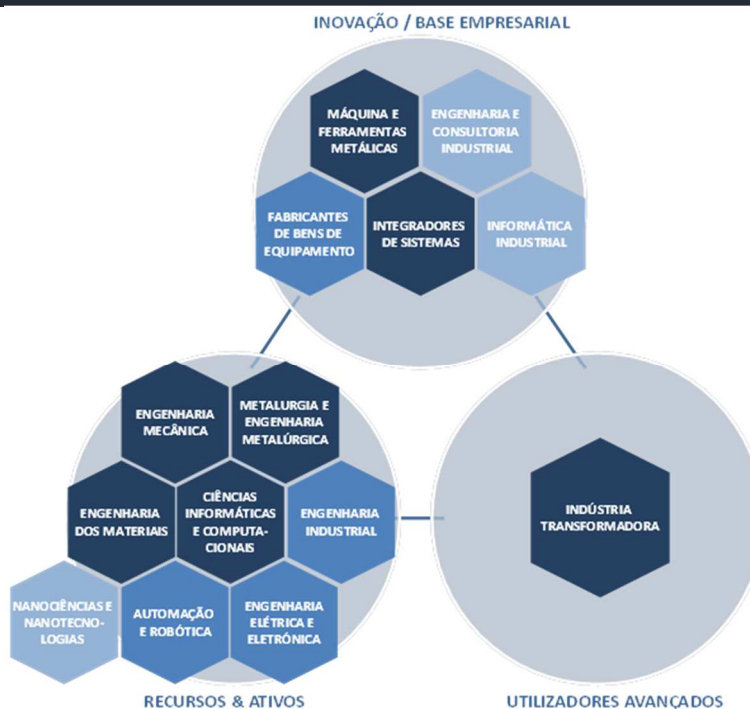 INOVAÇÃO / BASE EMPRESARIAL
MÁQUINA E
FERRAMENTAS
METÁLICAS
ENGENHARIA E
CONSULTORIA
INDUSTRIAL
FABRICANTES
DE BENS DE
EQUIPAMENTO
INTEGRADORES
DE SISTEMAS
INFORMÁTICA
INDUSTRIAL
ENGENHARIA
MECÂNICA
METALURGIA E
ENGENHARIA
METALÚRGICA
ENGENHARIA
DOS MATERIAIS
CIÊNCIAS
INFORMÁTICAS
E COMPUTA-
CIONAIS
ENGENHARIA
INDUSTRIAL
NANOCIÊNCIAS E
NANOTECNO-
LOGIAS
AUTOMAÇÃO
E ROBÓTICA
ENGENHARIA
ELÉTRICA E
ELETRÓNICA
INDÚSTRIA
TRANSFORMADORA
RECURSOS & ATIVOS
UTILIZADORES AVANÇADOS